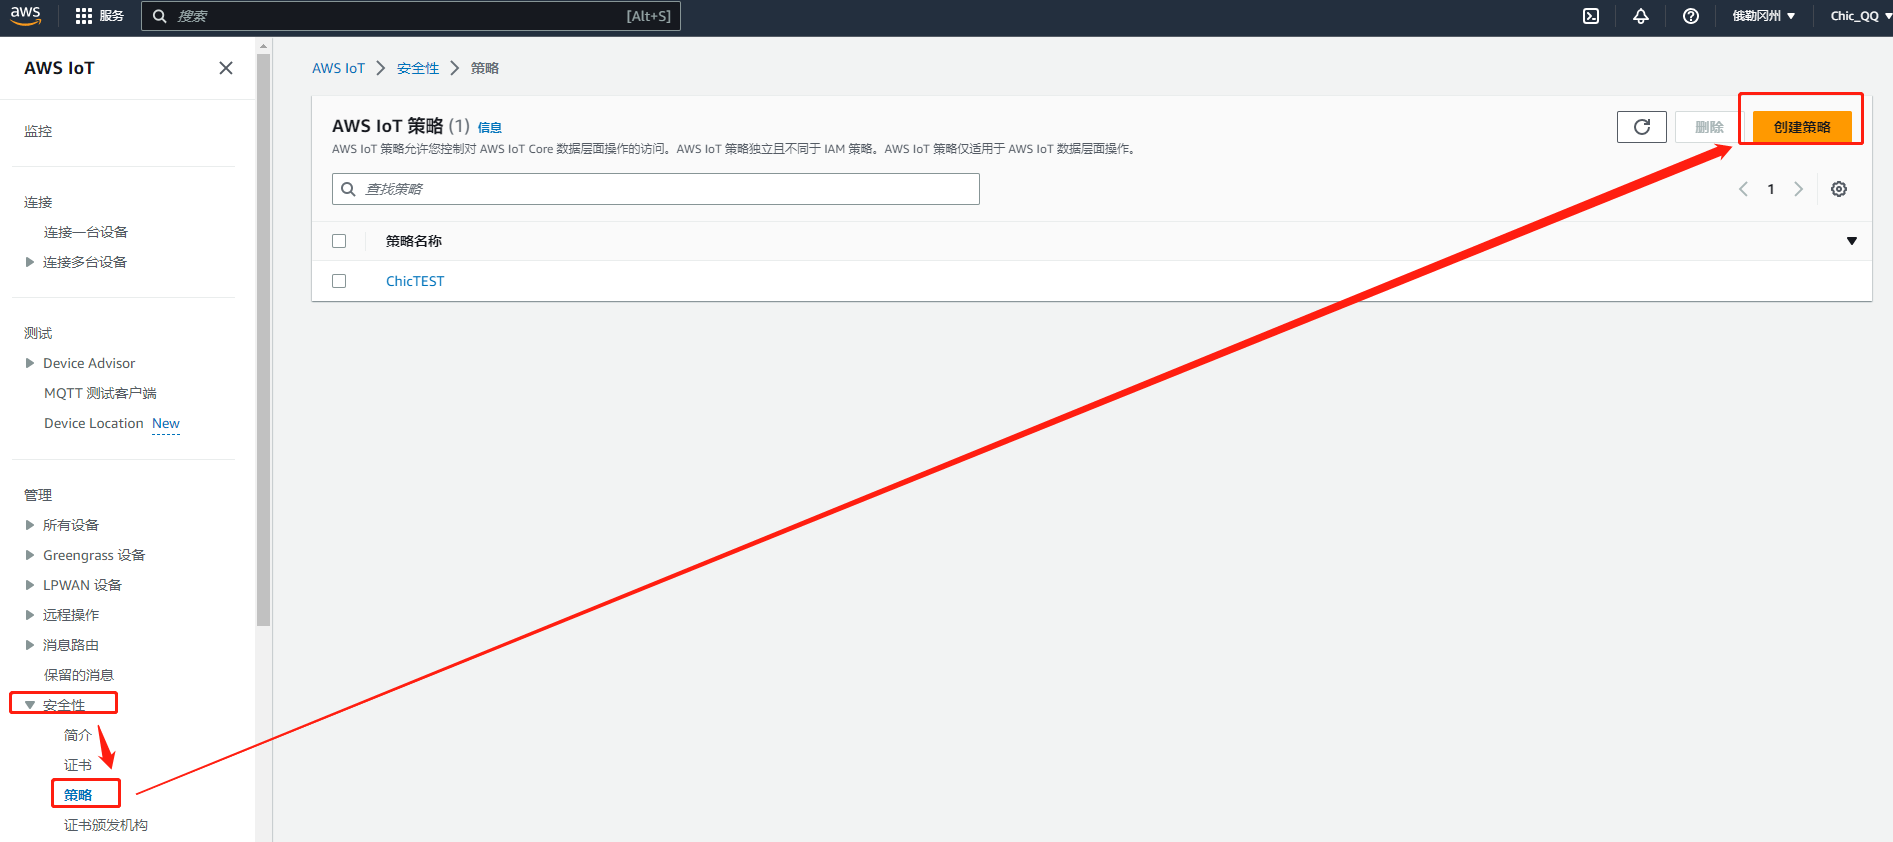 aws
服务
搜索
[Alt+S]
俄勒冈州
Chic_QQ
AWS IoT
监控
连接
连接一台设备
连接多台设备
测试
Device Advisor
MQTT 测试客户端
Device Location New
管理
所有设备
Greengrass 设备
LPWAN 设备
远程操作
消息路由
保留的消息
安全性
简介
证书
策略
证书颁发机构
AWS IoT
安全性
策略
AWS IoT 策略 (1) 信息
AWS IoT 策略允许您控制对 AWS IoT Core 数据层面操作的访问。AWS IoT 策略独立且不同于 IAM 策略。AWS IoT 策略仅适用于 AWS IoT 数据层面操作。
删除
创建策略
查找策略
1
策略名称
ChicTEST